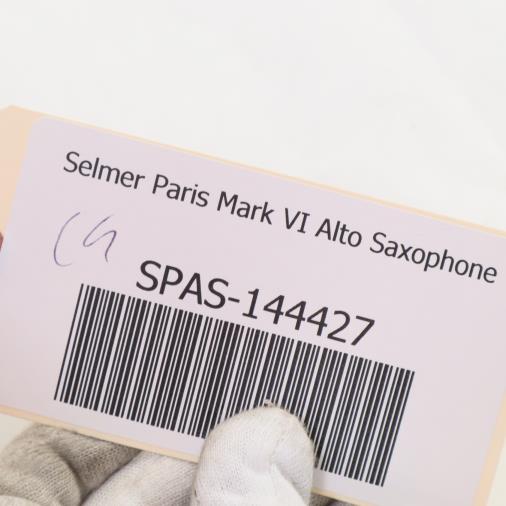 Selmer Paris Mark VI Alto Saxophone
SPAS-144427